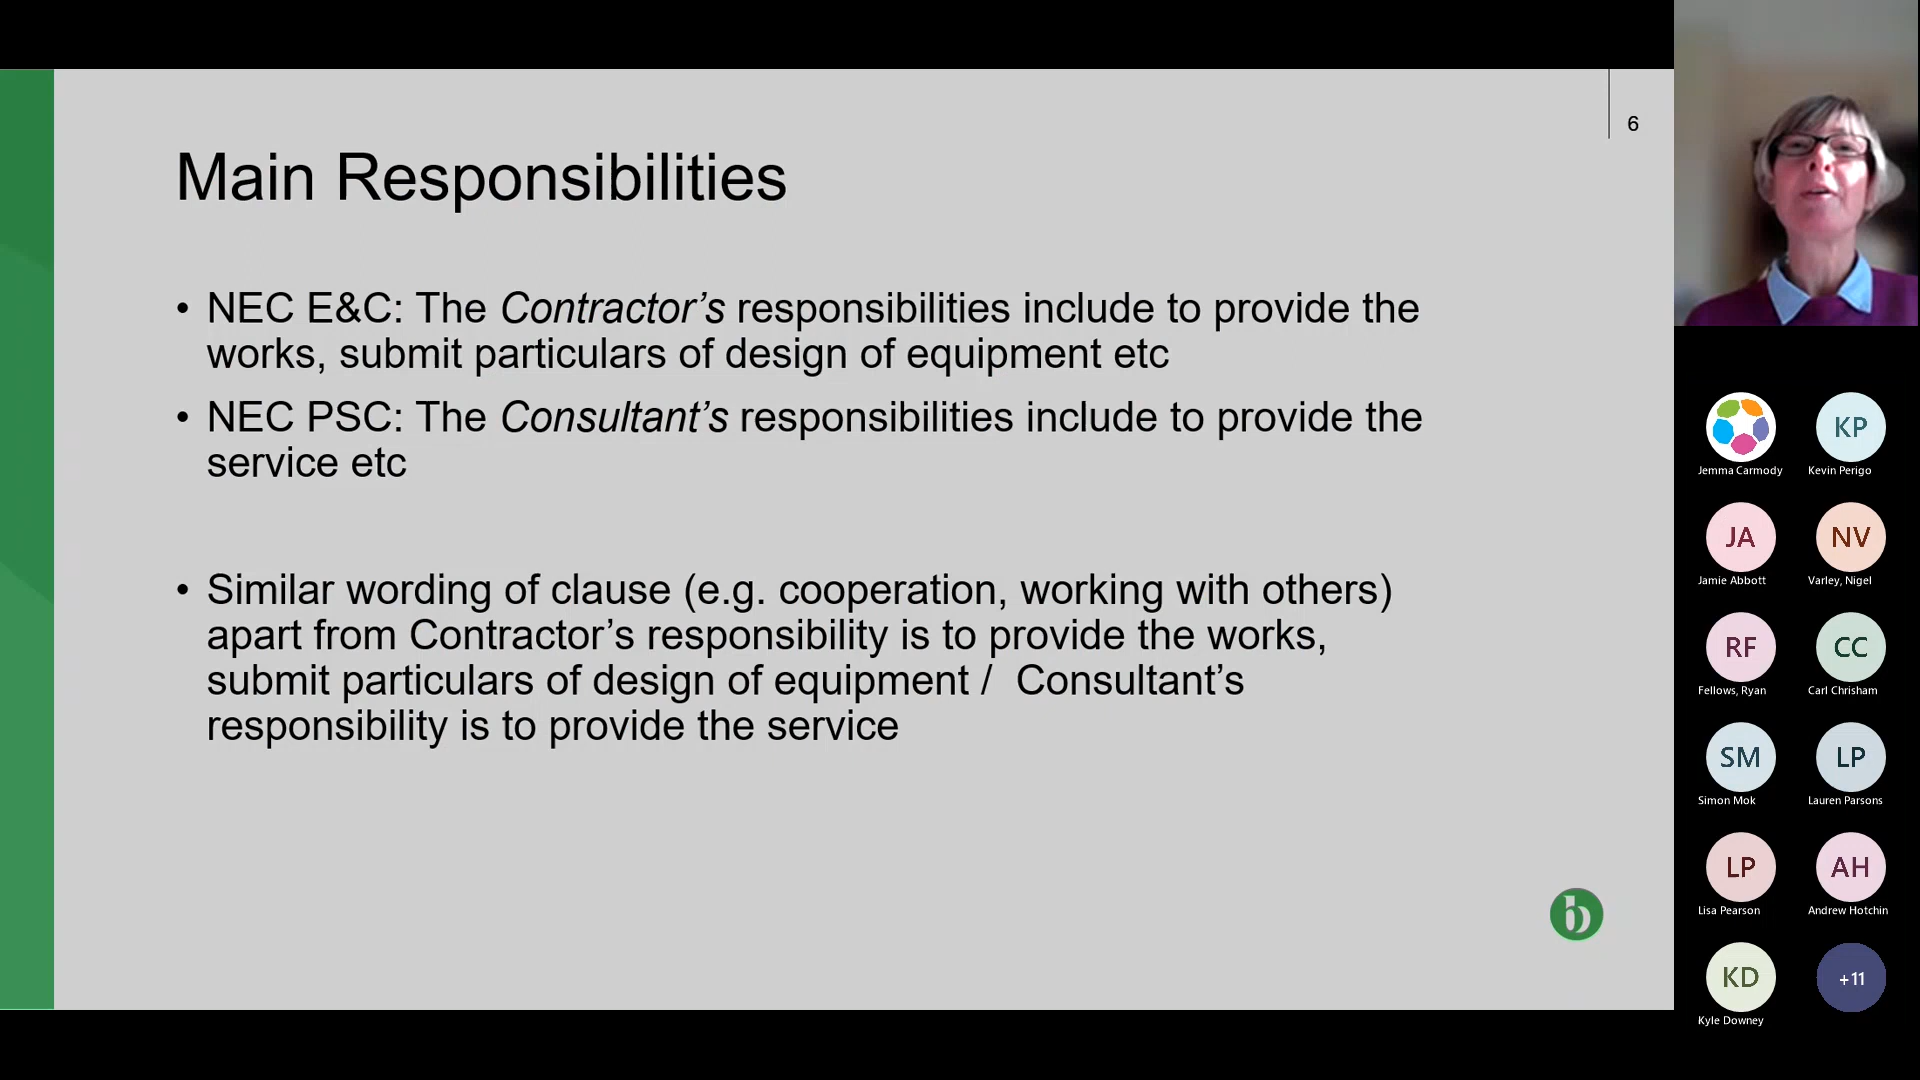 6
Main Responsibilities
• NEC E&C: The Contractor’s responsibilities include to provide the
works, submit particulars of design of equipment etc
• NEC PSC: The Consultant’s responsibilities include to provide the
service etc
• Similar wording of clause (e.g. cooperation, working with others)
apart from Contractor’s responsibility is to provide the works,
submit particulars of design of equipment /  Consultant’s
responsibility is to provide the service
b
KP
Jemma Carmody
Kevin Perigo
JA
NV
Jamie Abbott
Varley, Nigel
RF
CC
Fellows, Ryan
Carl Chrisham
SM
LP
Simon Mok
Lauren Parsons
LP
AH
Lisa Pearson
Andrew Hotchin
KD
+11
Kyle Downey